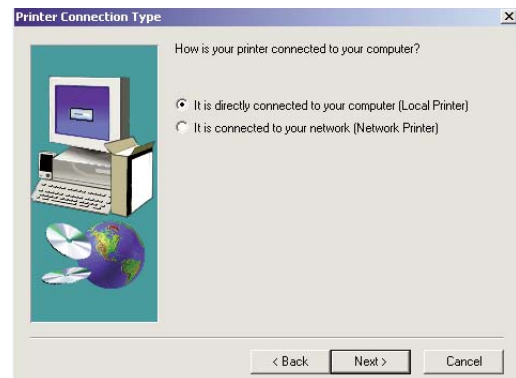 Printer Connection Type
How is your printer connected to your computer?
It is directly connected to your computer (Local Printer)
It is connected to your network (Network Printer)
< Back Next > Cancel